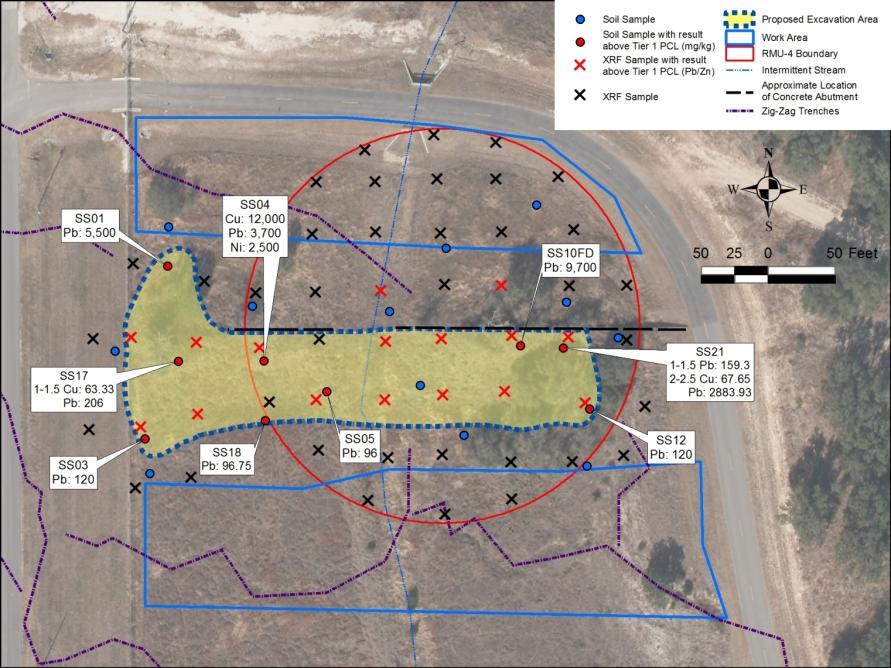 Soil Sample
Soil Sample with result
above Tier 1 PCL (mg/kg)
XRF Sample with result
above Tier 1 PCL (Pb/Zn)
XRF Sample
Proposed Excavation Area
Work Area
RMU-4 Boundary
Intermittent Stream
Approximate Location
of Concrete Abutment
Zig-Zag Trenches
N
W E
S
50 25 0 50 Feet
SS01
Pb: 5,500
SS04
Cu: 12,000
Pb: 3,700
Ni: 2,500
SS10FD
Pb: 9,700
SS21
1-1.5 Pb: 159.3
2-2.5 Cu: 67.65
Pb: 2883.93
SS17
1-1.5 Cu: 63.33
Pb: 206
SS03
Pb: 120
SS18
Pb: 96.75
SS05
Pb: 96
SS12
Pb: 120